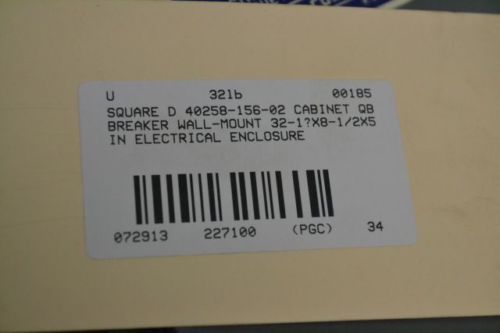 U 32lb 00185
SQUARE D 40258-156-02 CABINET QB
BREAKER WALL-MOUNT 32-1?X8-1/2X5
IN ELECTRICAL ENCLOSURE
072913 227100 (PGC) 34